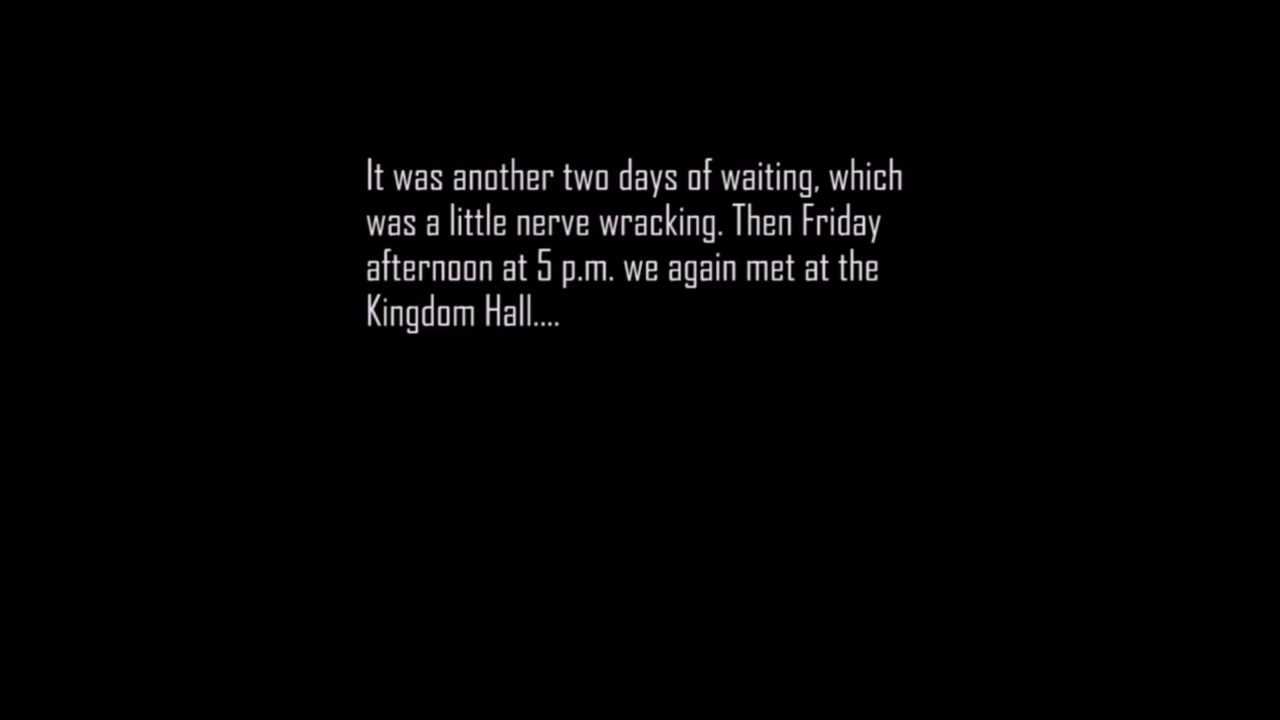 It was another two days of waiting, which
was a little nerve wracking. Then Friday
afternoon at 5 p.m. we again met at the
Kingdom Hall....